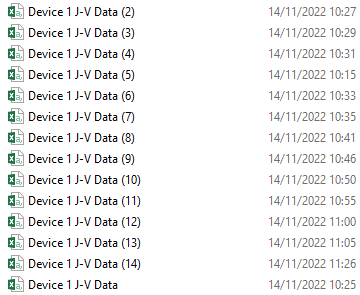 Device 1 J-V Data (2) 14/11/2022 10:27
Device 1 J-V Data (3) 14/11/2022 10:29
Device 1 J-V Data (4) 14/11/2022 10:31
Device 1 J-V Data (5) 14/11/2022 10:15
Device 1 J-V Data (6) 14/11/2022 10:33
Device 1 J-V Data (7) 14/11/2022 10:35
Device 1 J-V Data (8) 14/11/2022 10:41
Device 1 J-V Data (9) 14/11/2022 10:46
Device 1 J-V Data (10) 14/11/2022 10:50
Device 1 J-V Data (11) 14/11/2022 10:55
Device 1 J-V Data (12) 14/11/2022 11:00
Device 1 J-V Data (13) 14/11/2022 11:05
Device 1 J-V Data (14) 14/11/2022 11:26
Device 1 J-V Data 14/11/2022 10:25